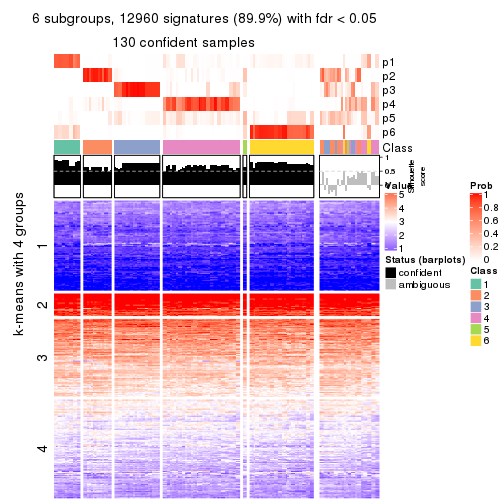 6 subgroups, 12960 signatures (89.9%) with fdr < 0.05
130 confident samples
p1
p2
p3
p4
p5
p6
Class
1
0.5
0
Silhouette
score
k-means with 4 groups
1
2
3
4
Value
5
4
3
2
1
Status (barplots)
confident
ambiguous
Prob
1
0.8
0.6
0.4
0.2
0
Class
1
2
3
4
5
6